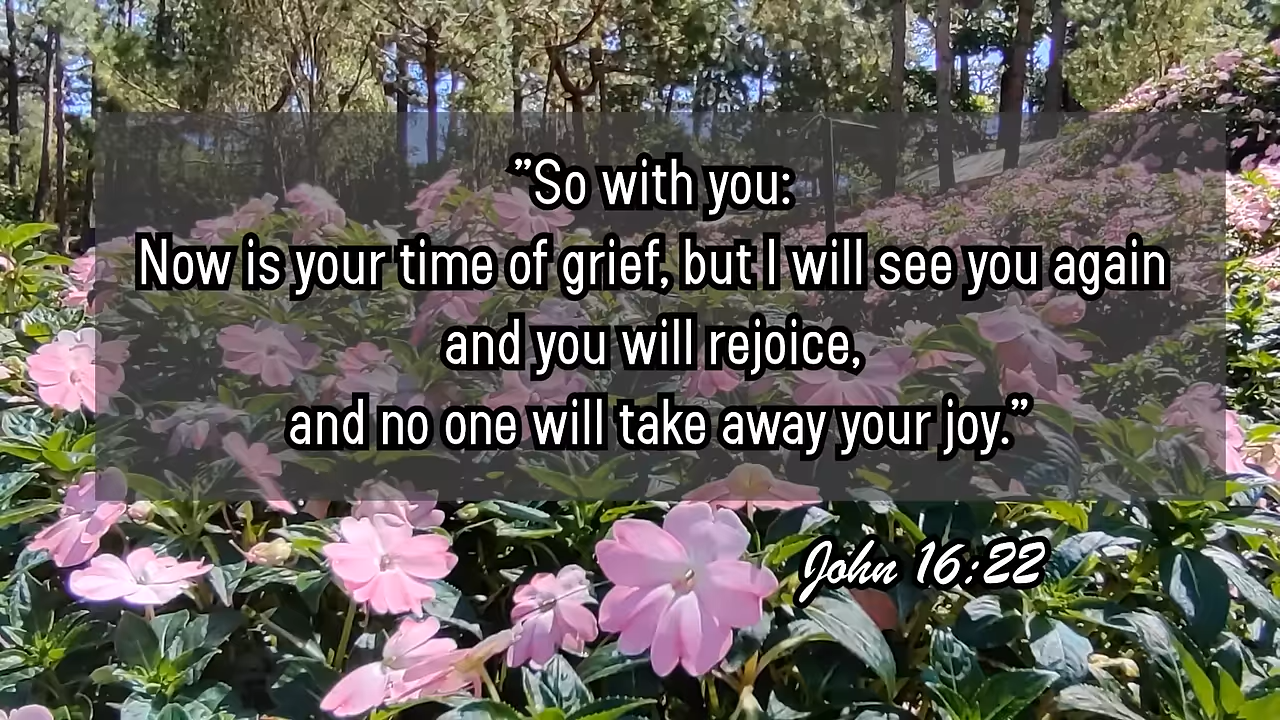 ”So with you:
Now is your time of grief, but I will see you again
and you will rejoice,
and no one will take away your joy.”
John 16:22